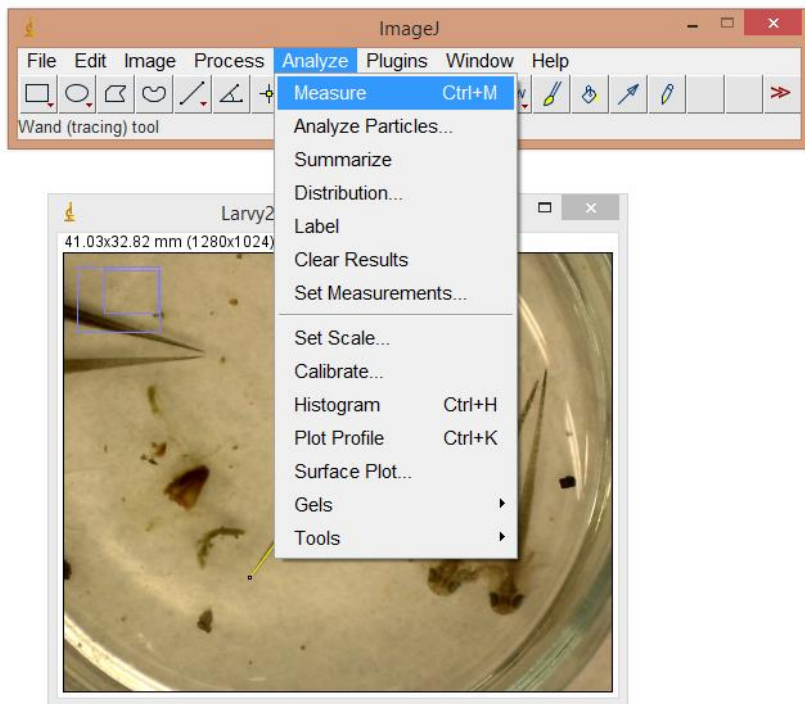 ImageJ
File Edit Image Process Analyze Plugins Window Help
Wand (tracing) tool
Measure Ctrl+M
Analyze Particles...
Summarize
Distribution...
Label
Clear Results
Set Measurements...
Set Scale...
Calibrate...
Histogram Ctrl+H
Plot Profile Ctrl+K
Surface Plot...
Gels
Tools
Larvy2
41.03x32.82 mm (1280x1024)